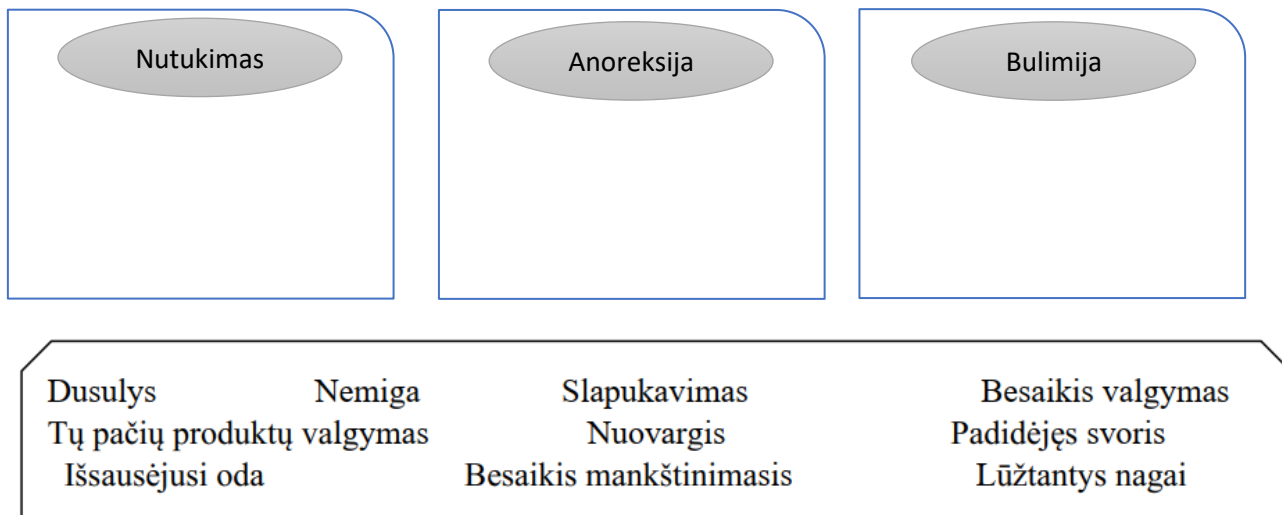 Nutukimas Anoreksija Bulimija
Dusulys Nemiga Slapukavimas Besaikis valgymas
Tų pačių produktų valgymas Nuovargis Padidėjęs svoris
Išsausėjusi oda Besaikis mankštinimasis Lūžtantys nagai